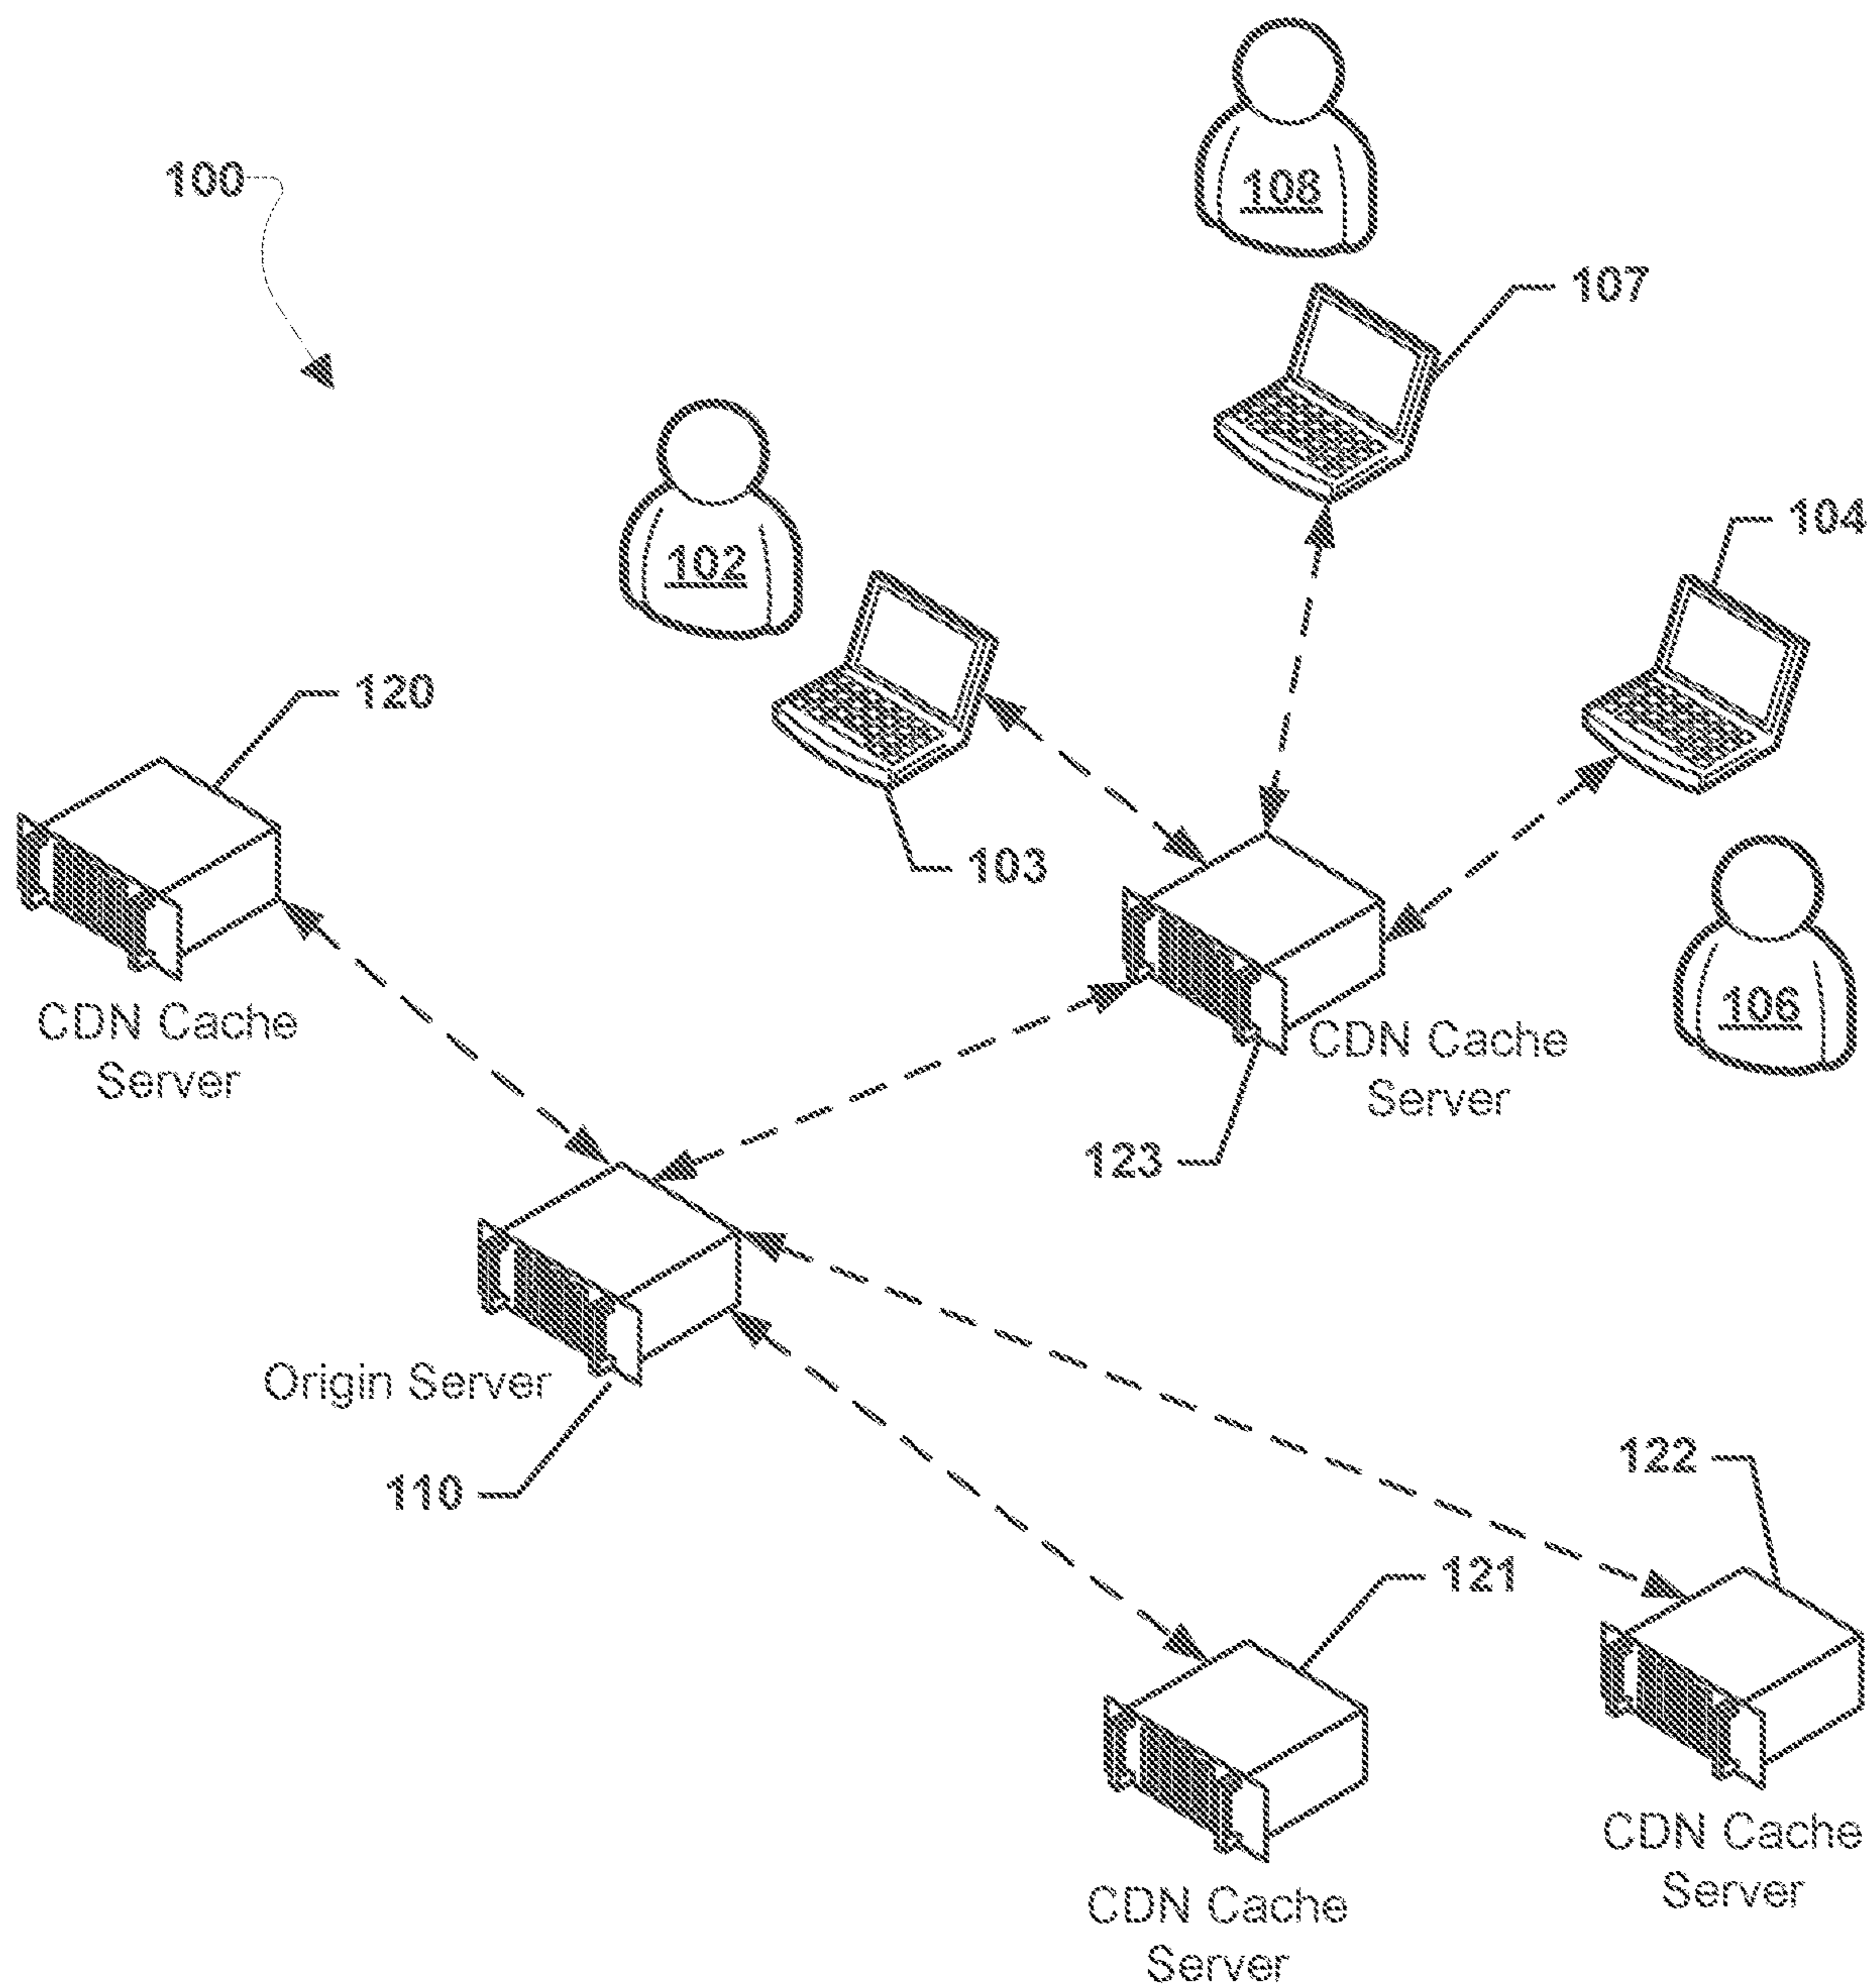 108
100
107
102
104
120
103
106
CDN Cache
Server
CDN Cache
Server
123
Origin Server
110
122
121
CDN Cache
Server
CDN Cache
Server